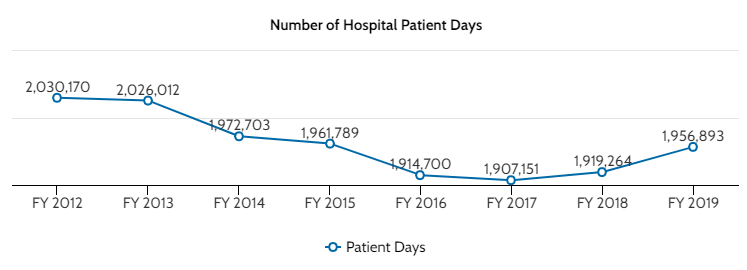 Number of Hospital Patient Days
2,030,170
2,026,012
1,972,703
1,961,789
1,914,700
1,907,151
1,919,264
1,956,893
FY 2012
FY 2013
FY 2014
FY 2015
FY 2016
FY 2017
FY 2018
FY 2019
Patient Days